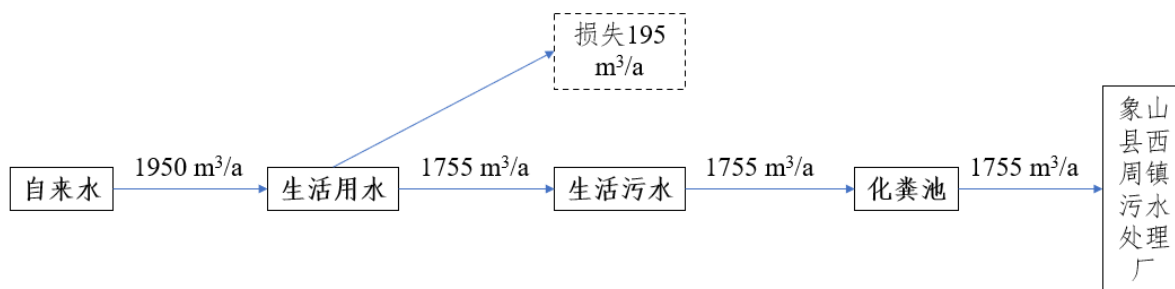 损失195
m³/a
1950 m³/a
1755 m³/a
1755 m³/a
1755 m³/a
自来水
生活用水
生活污水
化粪池
象山
县西
周镇
污水
处理
厂